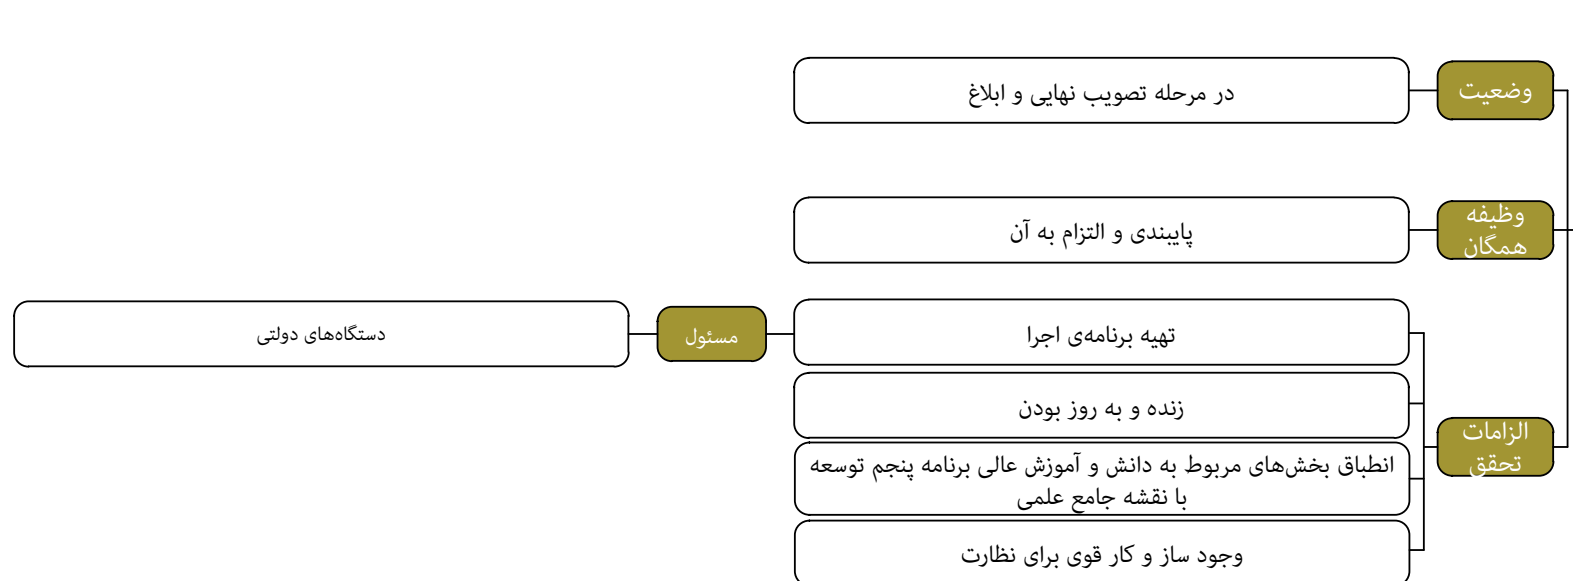 وضعیت
در مرحله تصویب نهایی و ابلاغ
وظیفه
همگان
پایبندی و التزام به آن
الزامات
تحقق
تهیه برنامه‌ی اجرا
مسئول
دستگاه‌های دولتی
زنده و به روز بودن
انطباق بخش‌های مربوط به دانش و آموزش عالی برنامه پنجم توسعه
با نقشه جامع علمی
وجود ساز و کار قوی برای نظارت